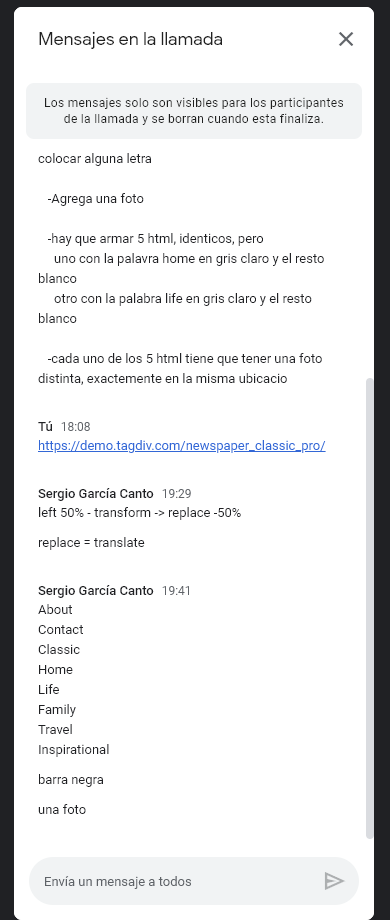 Mensajes en la llamada
Los mensajes solo son visibles para los participantes
de la llamada y se borran cuando esta finaliza.
colocar alguna letra
-Agrega una foto
-hay que armar 5 html, identicos, pero
uno con la palavra home en gris claro y el resto
blanco
otro con la palabra life en gris claro y el resto
blanco
-cada uno de los 5 html tiene que tener una foto
distinta, exactemente en la misma ubicacio
Tú 18:08
https://demo.tagdiv.com/newspaper_classic_pro/
Sergio García Canto 19:29
left 50% - transform -> replace -50%
replace = translate
Sergio García Canto 19:41
About
Contact
Classic
Home
Life
Family
Travel
Inspirational
barra negra
una foto
Envía un mensaje a todos